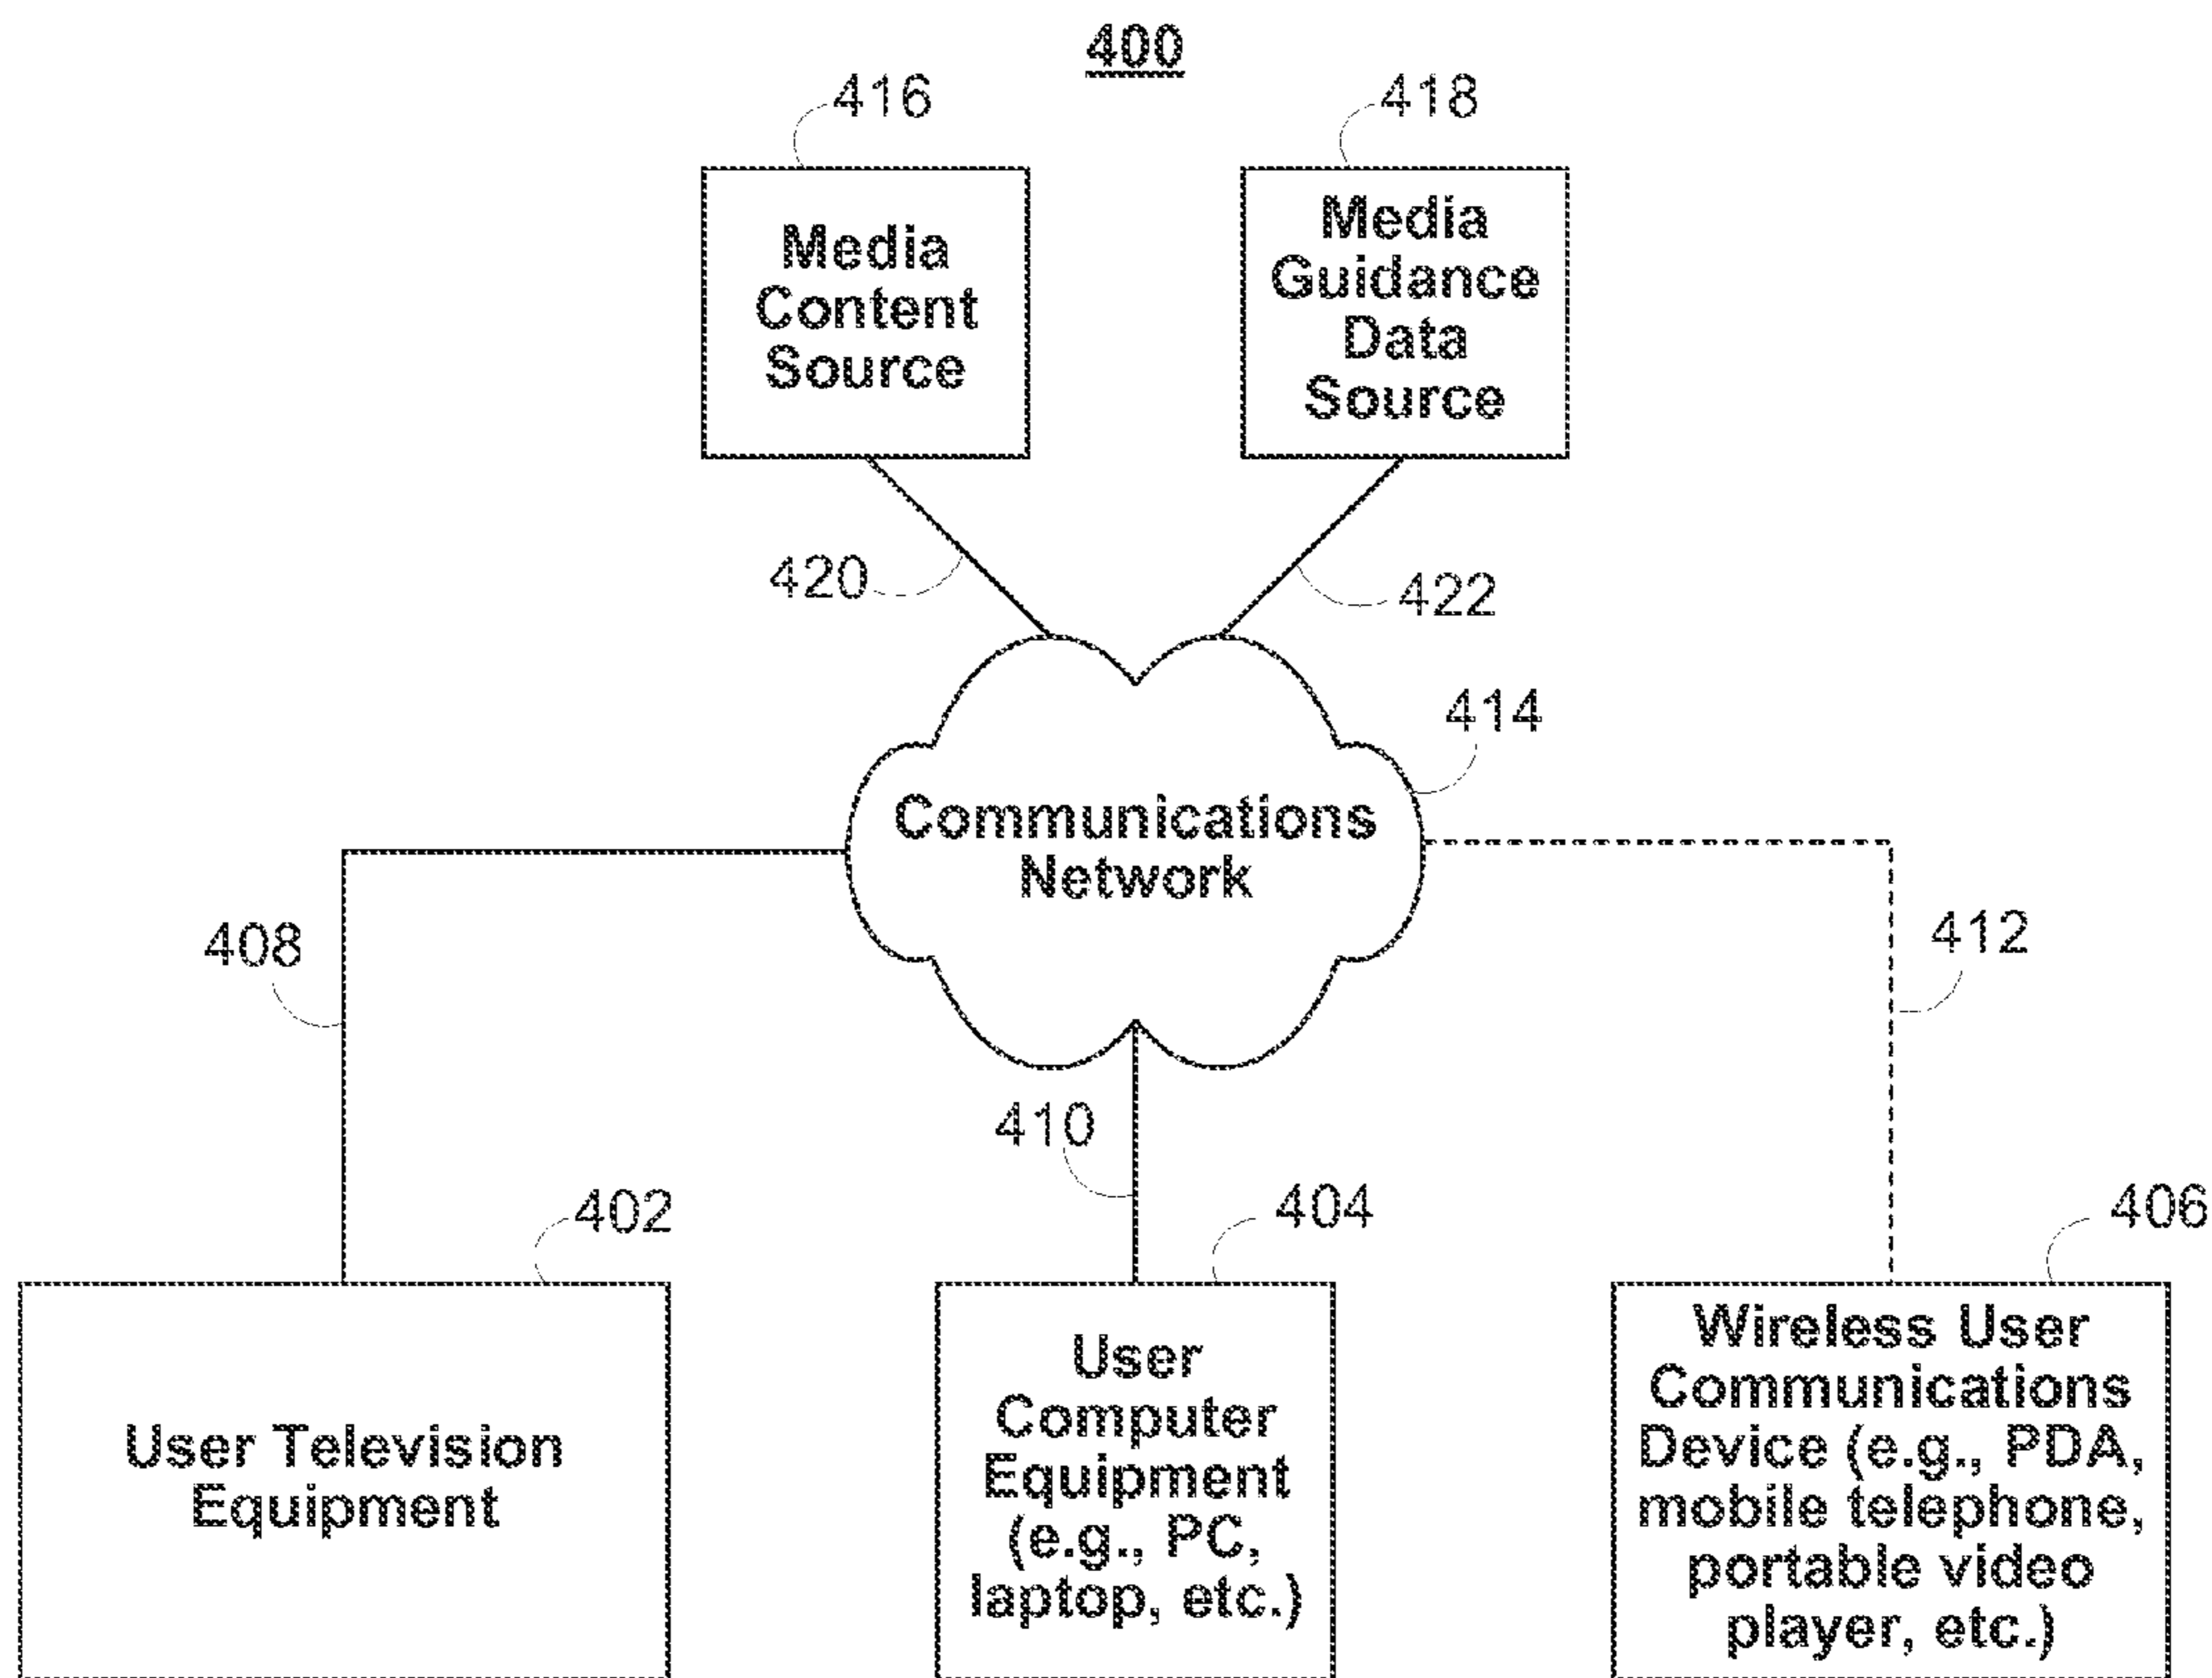 400
416
418
Media
Content
Source
Media
Guidance
Data
Source
420
422
414
Communications
Network
408
412
410
402
404
406
User Television
Equipment
User
Computer
Equipment
(e.g., PC,
laptop, etc.)
Wireless User
Communications
Device (e.g., PDA,
mobile telephone,
portable video
player, etc.)